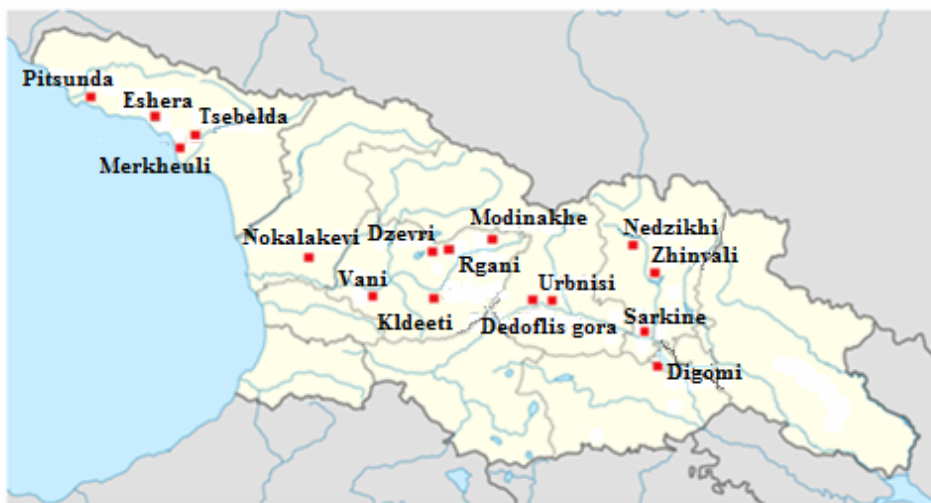 Pitsunda
Eshera
Tsebelda
Merkheuli
Modinakhe
Nokalakevi
Dzevri
Nedzikhi
Rgani
Zhinvali
Vani
Urbnisi
Kldeeti
Dedoflis gora
Sarkine
Digomi